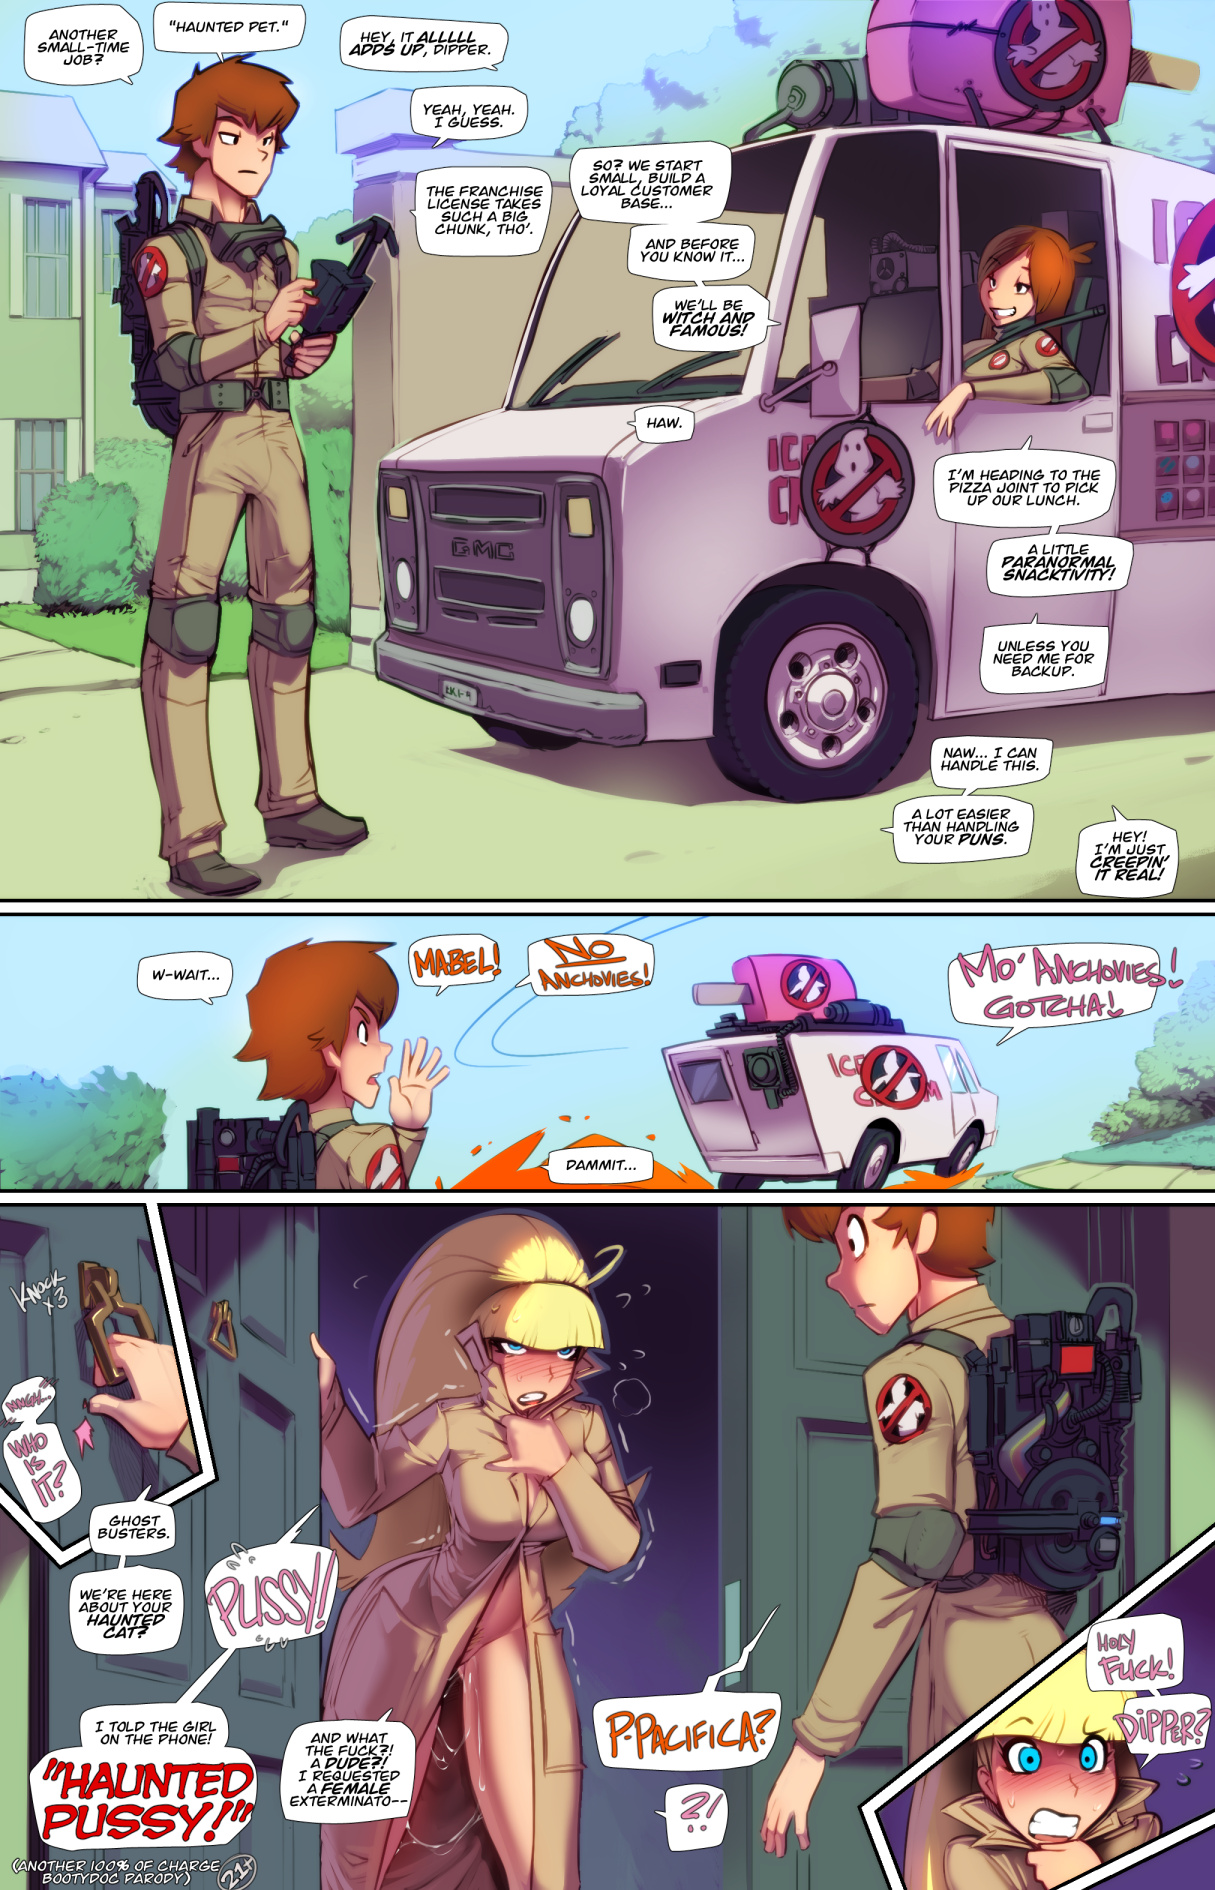 ANOTHER
SMALL-TIME
JOB?
"HAUNTED PET."
HEY, IT ALLLLL
ADDS UP, DIPPER.
YEAH, YEAH.
I GUESS.
THE FRANCHISE
LICENSE TAKES
SUCH A BIG
CHUNK, THO'.
SO? WE START
SMALL, BUILD A
LOYAL CUSTOMER
BASE...
AND BEFORE
YOU KNOW IT...
WE'LL BE
WITCH AND
FAMOUS!
HAW.
I'M HEADING TO THE
PIZZA JOINT TO PICK
UP OUR LUNCH.
A LITTLE
PARANORMAL
SNACKTIVITY!
UNLESS YOU
NEED ME FOR
BACKUP.
NAW... I CAN
HANDLE THIS.
A LOT EASIER
THAN HANDLING
YOUR PUNS.
HEY!
I'M JUST
CREEPIN'
IT REAL!
GMC
W-WAIT...
MABEL!
NO
ANCHOVIES!
MO' ANCHOVIES!
GOTCHA!
DAMMIT...
KNOCK
x3
MNGH...
WHO
IS
IT?
GHOST
BUSTERS.
WE'RE HERE
ABOUT YOUR
HAUNTED
CAT?
PUSSY!
I TOLD THE GIRL
ON THE PHONE!
"HAUNTED
PUSSY!"
AND WHAT
THE FUCK?!
A DUDE?!
I REQUESTED
A FEMALE
EXTERMINATO--
P-PACIFICA?
?!
HOLY
FUCK!
DIPPER?
(ANOTHER 100% OF CHARGE
BOOTYDOC PARODY)
21+